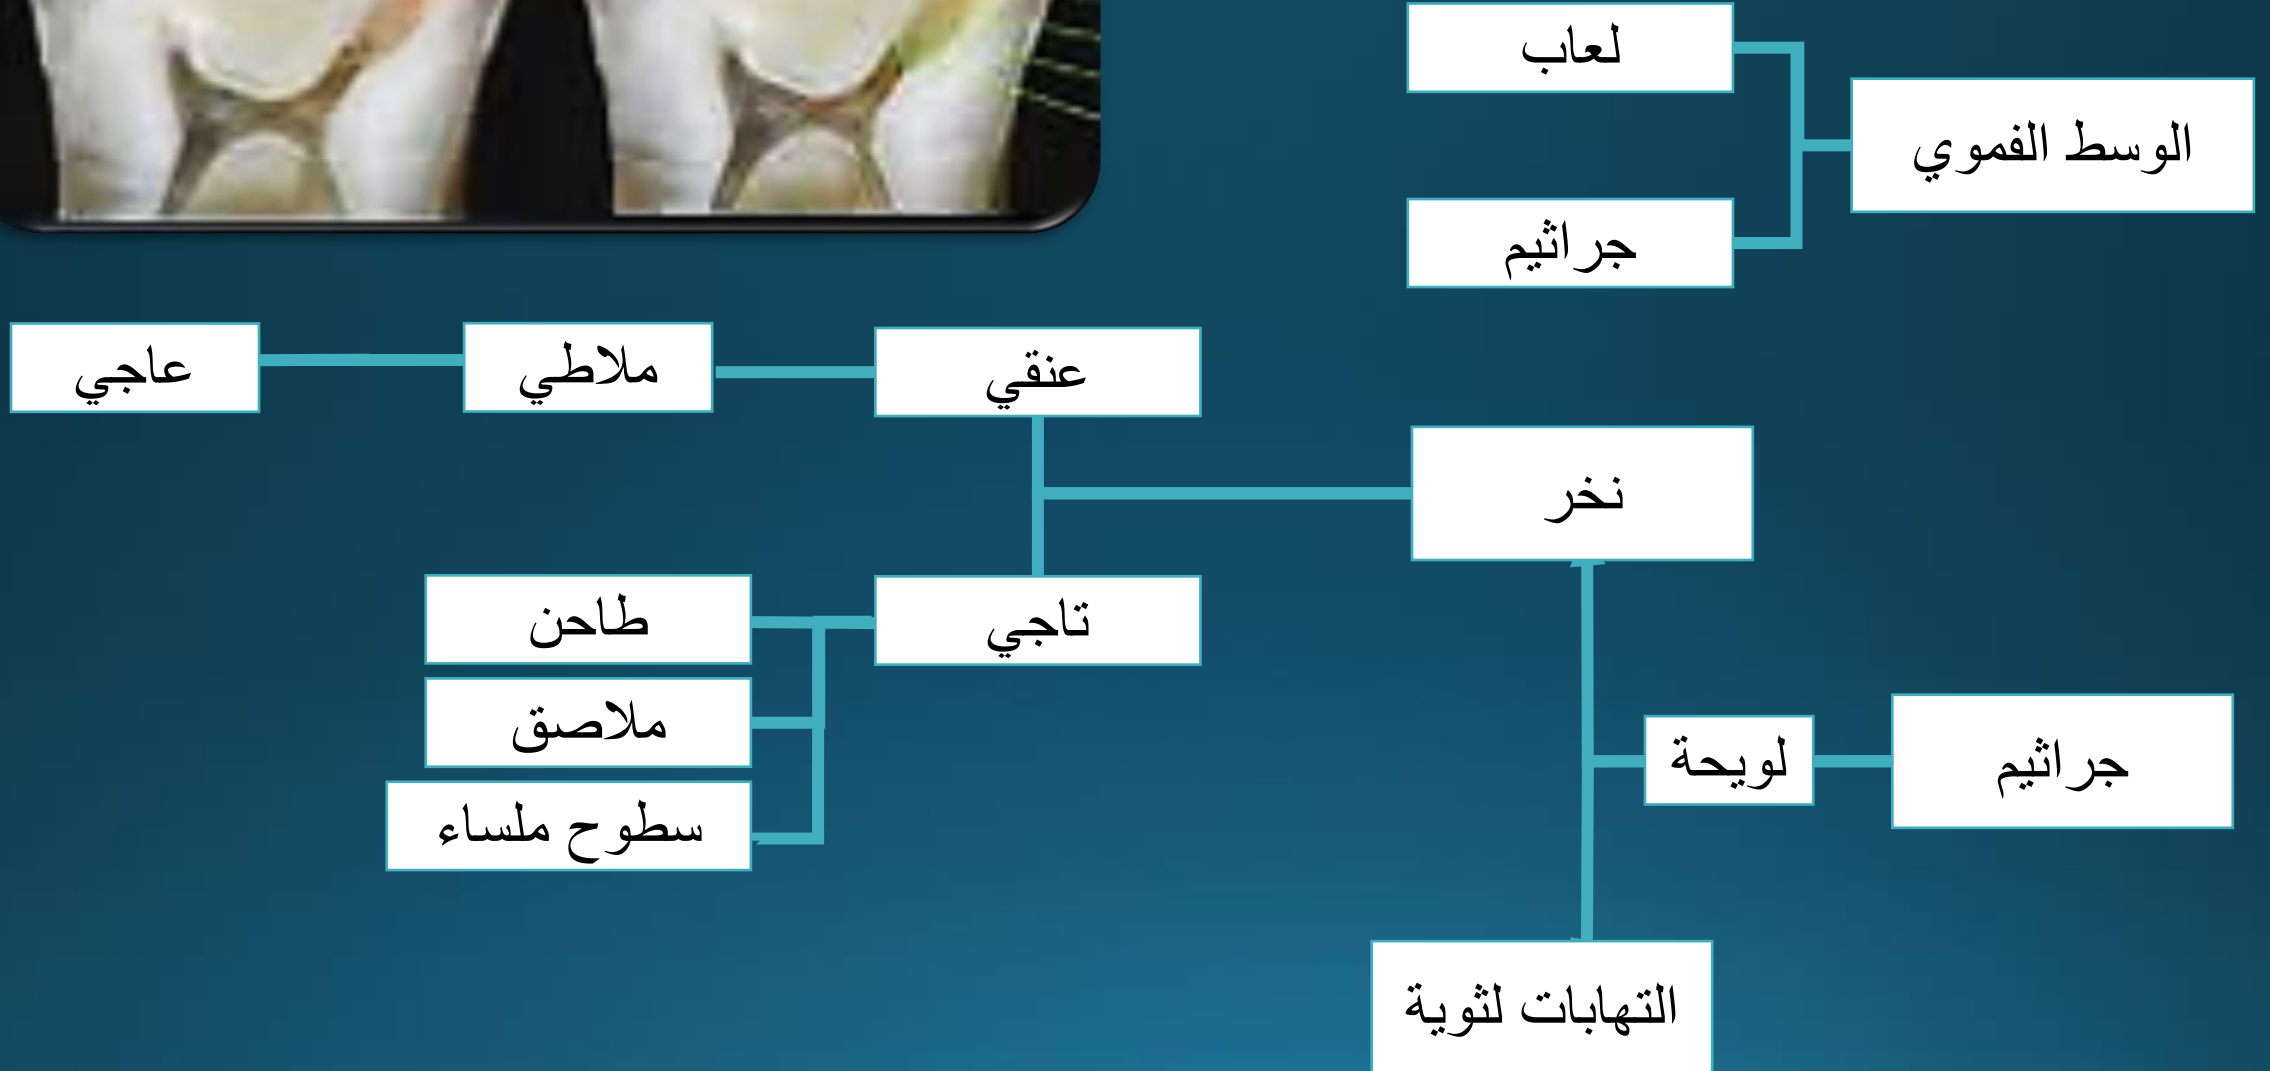 لعاب
الوسط الفموي
جراثيم
عنقي
ملاطي
عاجي
نخر
تاجي
طاحن
ملاصق
سطوح ملساء
جراثيم
لويحة
التهابات لثوية